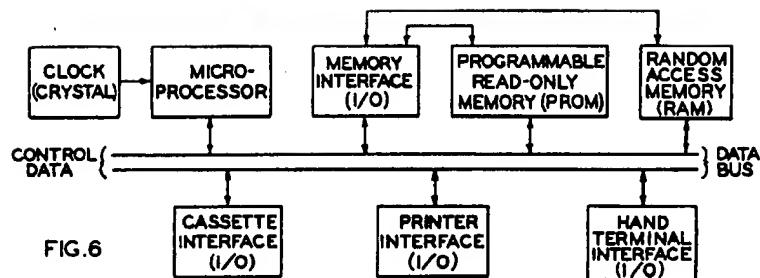 CLOCK
(CRYSTAL)
MICRO-
PROCESSOR
MEMORY
INTERFACE
(I/O)
PROGRAMMABLE
READ-ONLY
MEMORY (PROM)
RANDOM
ACCESS
MEMORY
(RAM)
CONTROL
DATA
DATA
BUS
CASSETTE
INTERFACE
(I/O)
PRINTER
INTERFACE
(I/O)
HAND
TERMINAL
INTERFACE
(I/O)
FIG.6